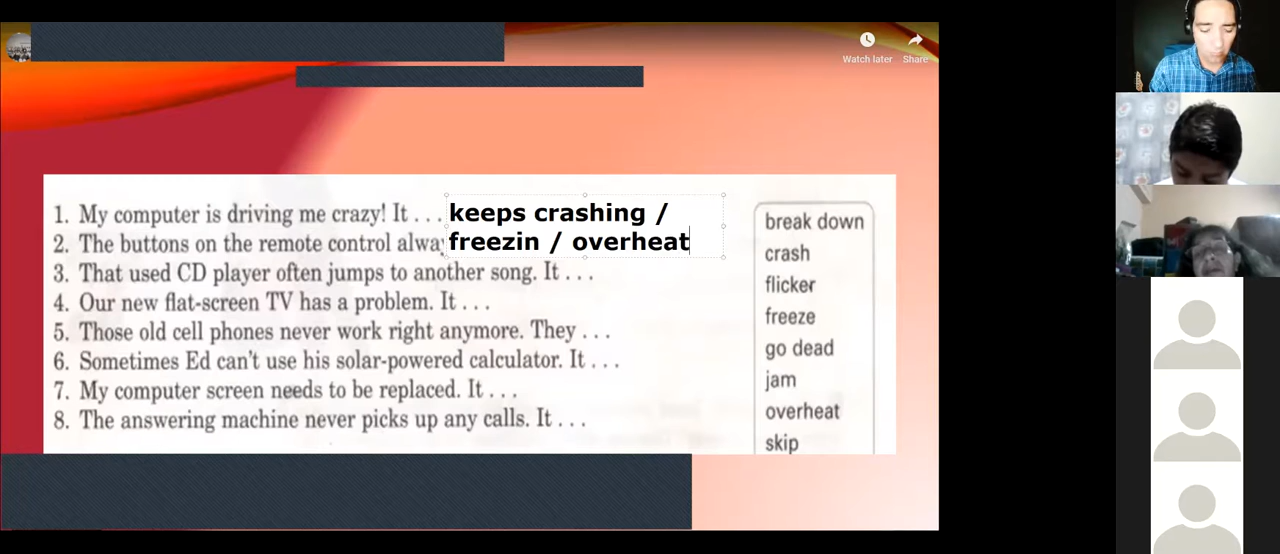 Watch later
Share
1. My computer is driving me crazy! It . . . keeps crashing /
2. The buttons on the remote control freezin / overheat
3. That used CD player often jumps to another song. It . . .
4. Our new flat-screen TV has a problem. It . . .
5. Those old cell phones never work right anymore. They . . .
6. Sometimes Ed can't use his solar-powered calculator. It . . .
7. My computer screen needs to be replaced. It . . .
8. The answering machine never picks up any calls. It . . .
break down
crash
flicker
freeze
go dead
jam
overheat
skip